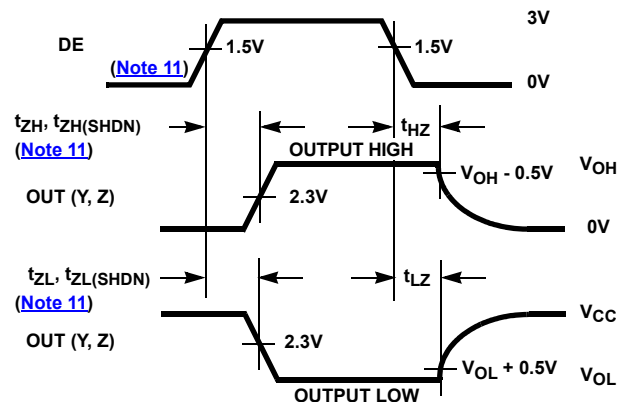 3V
DE
1.5V
1.5V
(Note 11)
0V
tZH, tZH(SHDN)
tHZ
(Note 11)
OUTPUT HIGH
VOH - 0.5V
VOH
OUT (Y, Z)
2.3V
0V
tZL, tZL(SHDN)
tLZ
(Note 11)
VCC
OUT (Y, Z)
2.3V
VOL + 0.5V
VOL
OUTPUT LOW